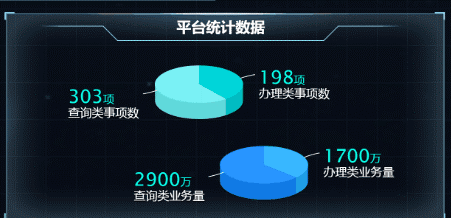 平台统计数据
198项
办理类事项数
303项
查询类事项数
1700万
办理类业务量
2900万
查询类业务量